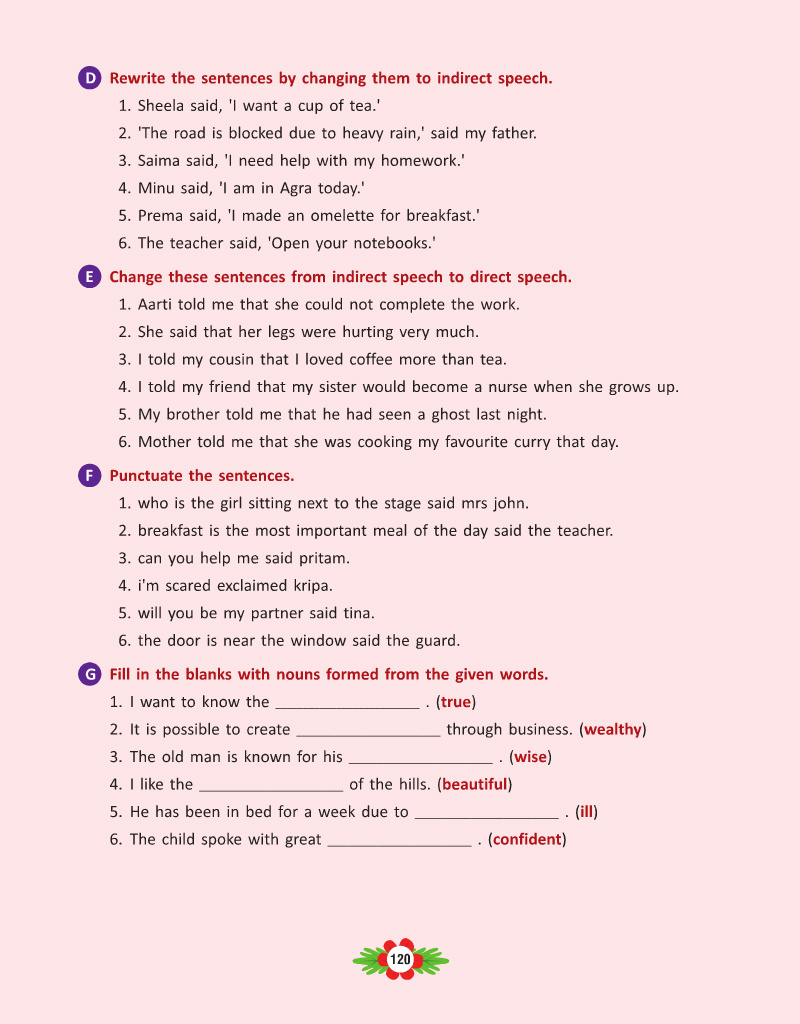 D Rewrite the sentences by changing them to indirect speech.
1. Sheela said, 'I want a cup of tea.'
2. 'The road is blocked due to heavy rain,' said my father.
3. Saima said, 'I need help with my homework.'
4. Minu said, 'I am in Agra today.'
5. Prema said, 'I made an omelette for breakfast.'
6. The teacher said, 'Open your notebooks.'
E Change these sentences from indirect speech to direct speech.
1. Aarti told me that she could not complete the work.
2. She said that her legs were hurting very much.
3. I told my cousin that I loved coffee more than tea.
4. I told my friend that my sister would become a nurse when she grows up.
5. My brother told me that he had seen a ghost last night.
6. Mother told me that she was cooking my favourite curry that day.
F Punctuate the sentences.
1. who is the girl sitting next to the stage said mrs john.
2. breakfast is the most important meal of the day said the teacher.
3. can you help me said pritam.
4. i'm scared exclaimed kripa.
5. will you be my partner said tina.
6. the door is near the window said the guard.
G Fill in the blanks with nouns formed from the given words.
1. I want to know the _________________ . (true)
2. It is possible to create _________________ through business. (wealthy)
3. The old man is known for his _________________ . (wise)
4. I like the _________________ of the hills. (beautiful)
5. He has been in bed for a week due to _________________ . (ill)
6. The child spoke with great _________________ . (confident)
120